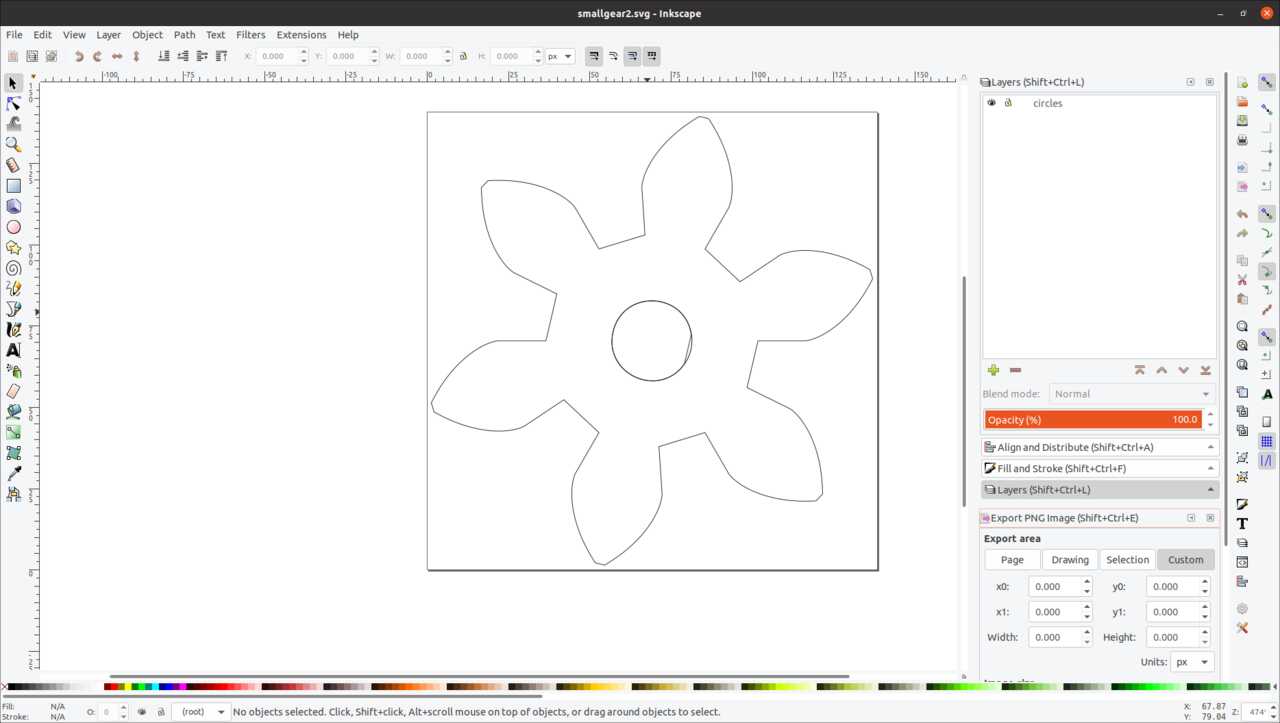 smallgear2.svg - Inkscape
File Edit View Layer Object Path Text Filters Extensions Help
X: 0.000 Y: 0.000 W: 0.000 H: 0.000 px
-100 -75 -50 -25 0 25 50 75 100 125 150
Layers (Shift+Ctrl+L)
circles
Blend mode: Normal
Opacity (%) 100.0
Align and Distribute (Shift+Ctrl+A)
Fill and Stroke (Shift+Ctrl+F)
Layers (Shift+Ctrl+L)
Export PNG Image (Shift+Ctrl+E)
Export area
Page Drawing Selection Custom
x0: 0.000 y0: 0.000
x1: 0.000 y1: 0.000
Width: 0.000 Height: 0.000
Units: px
Fill: N/A
Stroke: N/A
O: 0
(root)
No objects selected. Click, Shift+click, Alt+scroll mouse on top of objects, or drag around objects to select.
X: 67.87
Y: 79.04
Z: 474